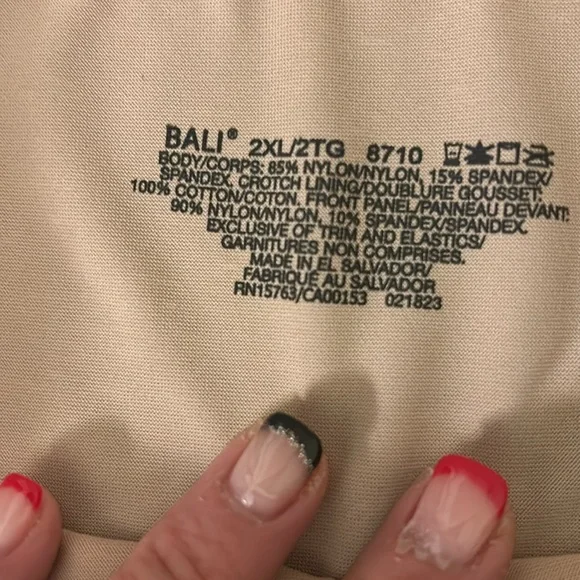 BALI® 2XL/2TG 8710
BODY/CORPS: 85% NYLON/NYLON, 15% SPANDEX/
SPANDEX. CROTCH LINING/DOUBLURE GOUSSET:
100% COTTON/COTON. FRONT PANEL/PANNEAU DEVANT:
90% NYLON/NYLON, 10% SPANDEX/SPANDEX.
EXCLUSIVE OF TRIM AND ELASTICS/
GARNITURES NON COMPRISES.
MADE IN EL SALVADOR/
FABRIQUÉ AU SALVADOR
RN15763/CA00153 021823